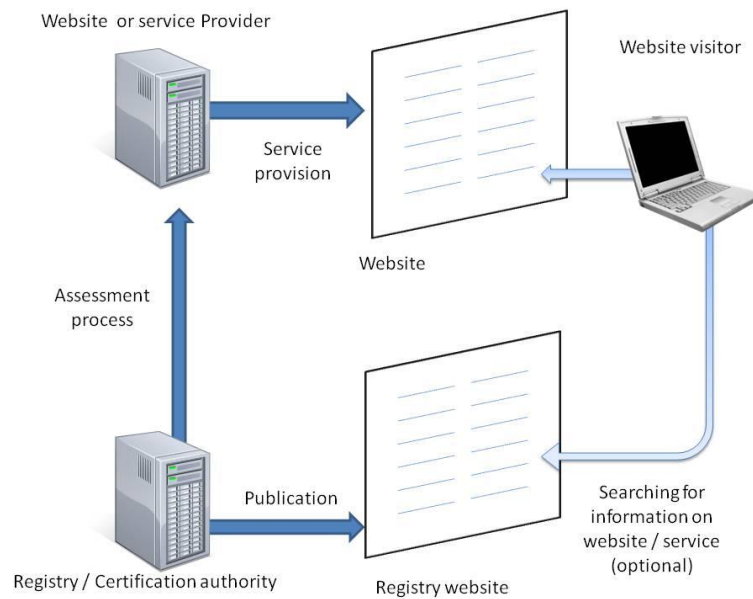 Website or service Provider
Website visitor
Service
provision
Website
Assessment
process
Publication
Searching for
information on
website / service
(optional)
Registry / Certification authority
Registry website